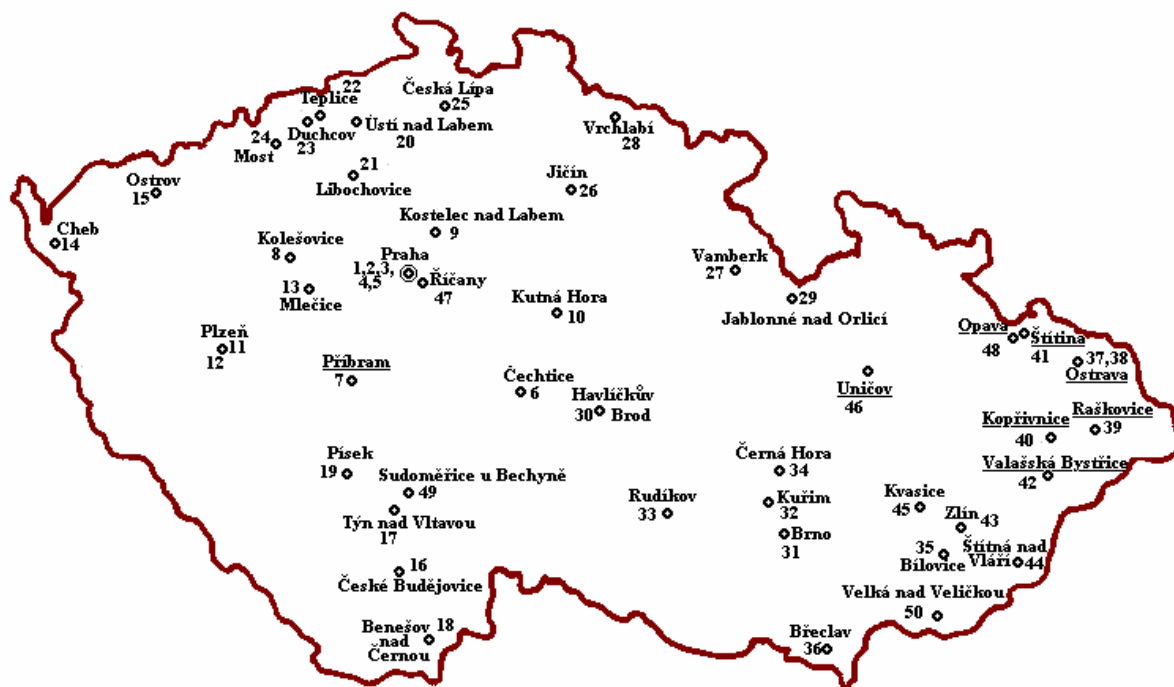 22
Teplice
Česká Lípa
25
24
Duchcov
23
Ústí nad Labem
20
Most
Vrchlabí
28
21
Libochovice
Ostrov
15
Jičín
26
Kostelec nad Labem
9
Cheb
14
Kolešovice
8
Praha
1,2,3,
4,5
Říčany
47
Vamberk
27
13
Mlečice
Kutná Hora
10
29
Jablonné nad Orlicí
Plzeň
11
12
Opava
48
Štítina
41
37,38
Ostrava
Příbram
7
Čechtice
6
Havlíčkův
30 Brod
Uničov
46
Kopřivnice
40
Raškovice
39
Písek
19
Sudoměřice u Bechyně
49
Černá Hora
34
Valašská Bystřice
42
Týn nad Vltavou
17
Rudíkov
33
Kuřim
32
Kvasice
45
Zlín 43
Brno
31
35
Bílovice
Štítná nad
Vláří 44
16
České Budějovice
Velká nad Veličkou
50
Benešov 18
nad
Černou
Břeclav
36